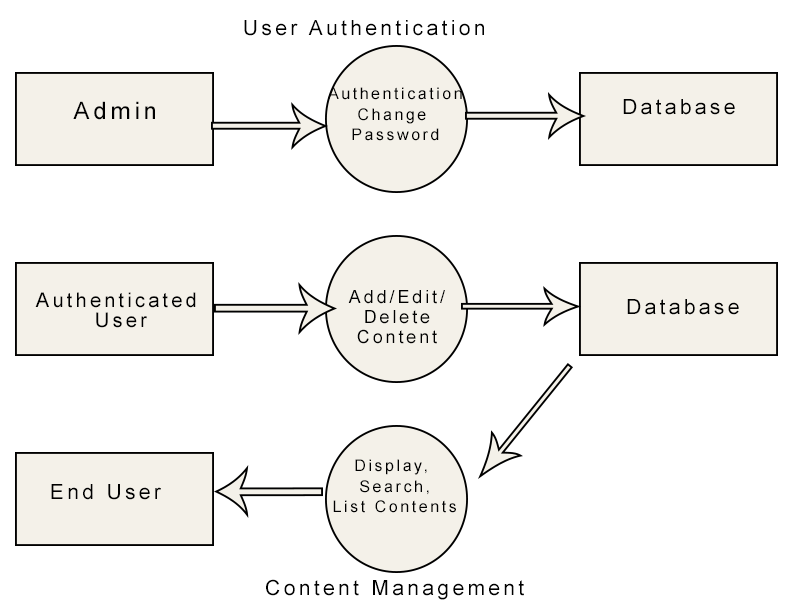 User Authentication
Admin
Authentication
Change
Password
Database
Authenticated
User
Add/Edit/
Delete
Content
Database
End User
Display,
Search,
List Contents
Content Management